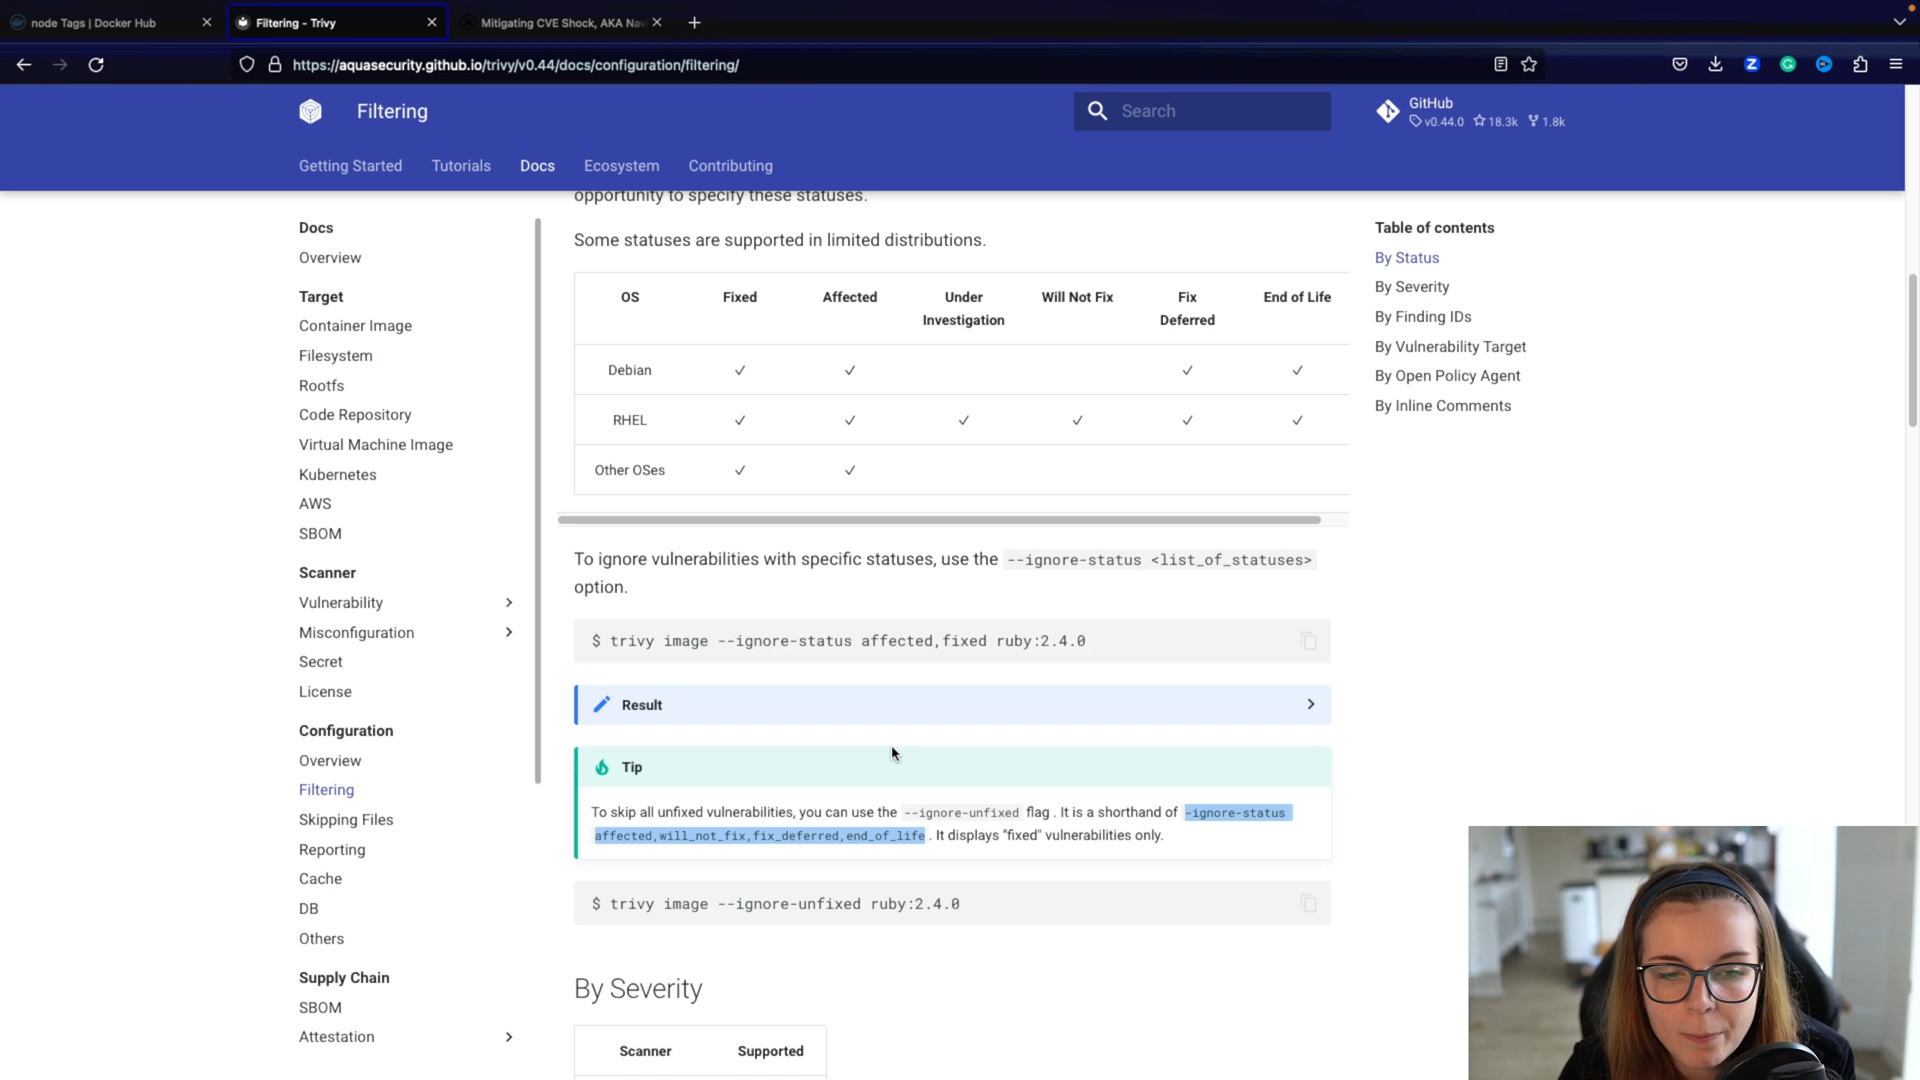 node Tags | Docker Hub
Filtering - Trivy
Mitigating CVE Shock, AKA Nav
https://aquasecurity.github.io/trivy/v0.44/docs/configuration/filtering/
Filtering
Search
GitHub
v0.44.0 18.3k 1.8k
Getting Started Tutorials Docs Ecosystem Contributing
Docs
Overview
Target
Container Image
Filesystem
Rootfs
Code Repository
Virtual Machine Image
Kubernetes
AWS
SBOM
Scanner
Vulnerability
Misconfiguration
Secret
License
Configuration
Overview
Filtering
Skipping Files
Reporting
Cache
DB
Others
Supply Chain
SBOM
Attestation
opportunity to specify these statuses.
Some statuses are supported in limited distributions.
OS Fixed Affected Under Investigation Will Not Fix Fix Deferred End of Life
Debian ✓ ✓ ✓ ✓
RHEL ✓ ✓ ✓ ✓ ✓ ✓
Other OSes ✓ ✓
To ignore vulnerabilities with specific statuses, use the --ignore-status <list_of_statuses>
option.
$ trivy image --ignore-status affected,fixed ruby:2.4.0
Result
Tip
To skip all unfixed vulnerabilities, you can use the --ignore-unfixed flag . It is a shorthand of -ignore-status
affected,will_not_fix,fix_deferred,end_of_life . It displays "fixed" vulnerabilities only.
$ trivy image --ignore-unfixed ruby:2.4.0
By Severity
Scanner Supported
Table of contents
By Status
By Severity
By Finding IDs
By Vulnerability Target
By Open Policy Agent
By Inline Comments